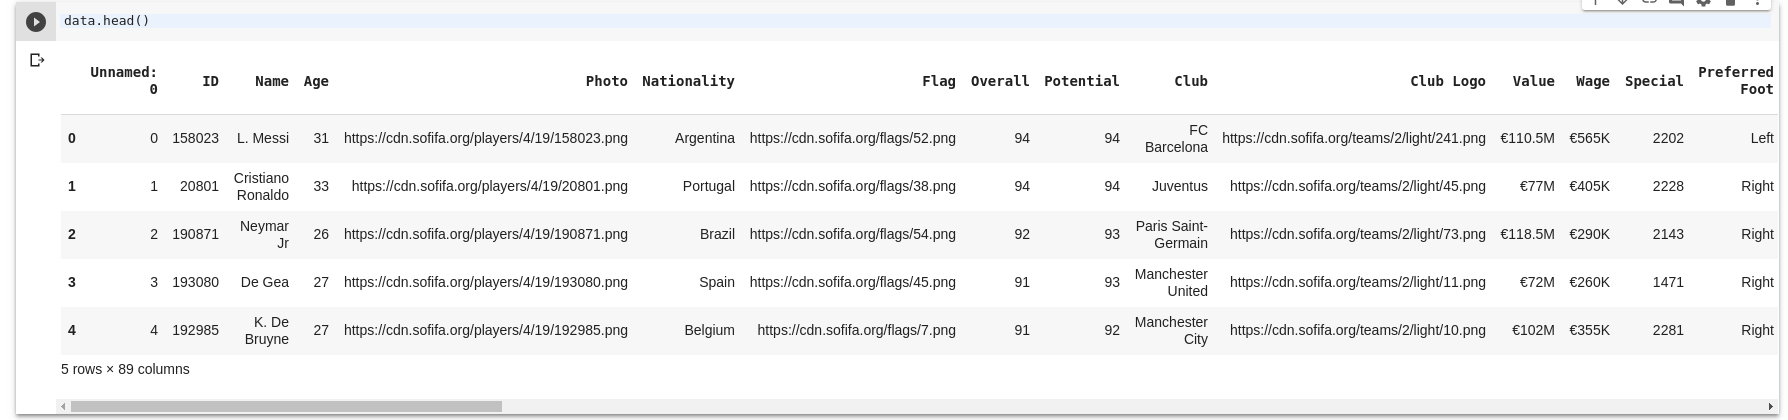 data.head()
Unnamed: 0 ID Name Age Photo Nationality Flag Overall Potential Club Club Logo Value Wage Special Preferred Foot
0 0 158023 L. Messi 31 https://cdn.sofifa.org/players/4/19/158023.png Argentina https://cdn.sofifa.org/flags/52.png 94 94 FC Barcelona https://cdn.sofifa.org/teams/2/light/241.png €110.5M €565K 2202 Left
1 1 20801 Cristiano Ronaldo 33 https://cdn.sofifa.org/players/4/19/20801.png Portugal https://cdn.sofifa.org/flags/38.png 94 94 Juventus https://cdn.sofifa.org/teams/2/light/45.png €77M €405K 2228 Right
2 2 190871 Neymar Jr 26 https://cdn.sofifa.org/players/4/19/190871.png Brazil https://cdn.sofifa.org/flags/54.png 92 93 Paris Saint-Germain https://cdn.sofifa.org/teams/2/light/73.png €118.5M €290K 2143 Right
3 3 193080 De Gea 27 https://cdn.sofifa.org/players/4/19/193080.png Spain https://cdn.sofifa.org/flags/45.png 91 93 Manchester United https://cdn.sofifa.org/teams/2/light/11.png €72M €260K 1471 Right
4 4 192985 K. De Bruyne 27 https://cdn.sofifa.org/players/4/19/192985.png Belgium https://cdn.sofifa.org/flags/7.png 91 92 Manchester City https://cdn.sofifa.org/teams/2/light/10.png €102M €355K 2281 Right
5 rows × 89 columns